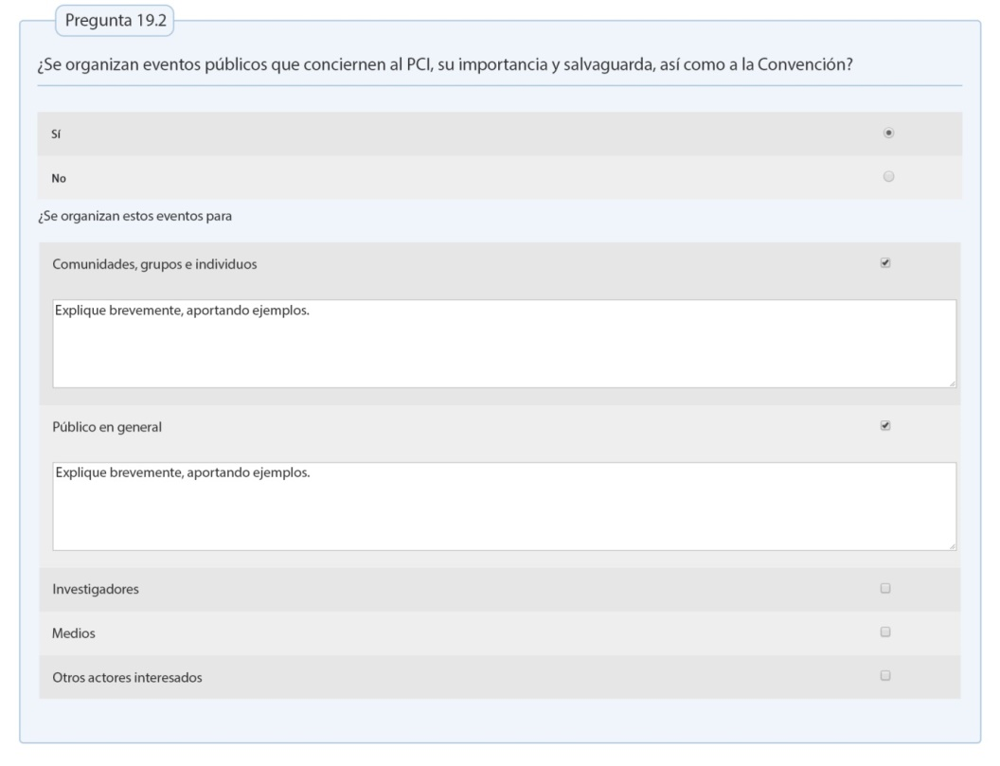 Pregunta 19.2
¿Se organizan eventos públicos que conciernen al PCI, su importancia y salvaguarda, así como a la Convención?
Sí
No
¿Se organizan estos eventos para
Comunidades, grupos e individuos
Explique brevemente, aportando ejemplos.
Público en general
Explique brevemente, aportando ejemplos.
Investigadores
Medios
Otros actores interesados